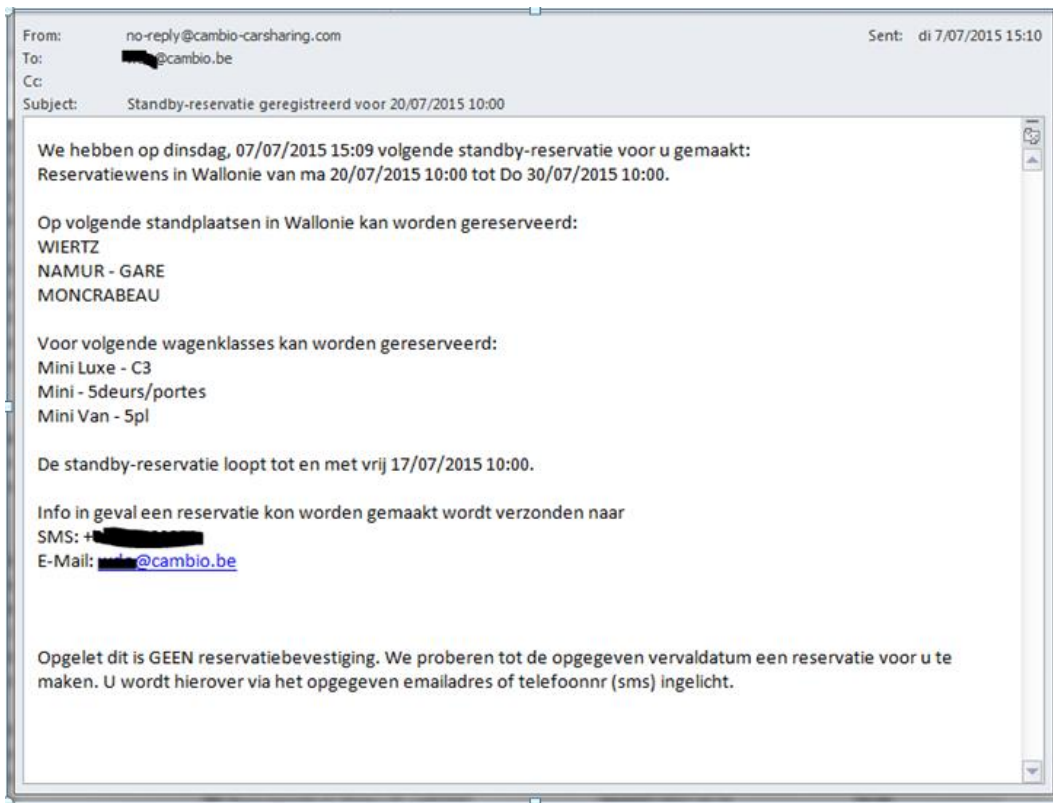 From: no-reply@cambio-carsharing.com Sent: di 7/07/2015 15:10
To: @cambio.be
Cc:
Subject: Standby-reservatie geregistreerd voor 20/07/2015 10:00
We hebben op dinsdag, 07/07/2015 15:09 volgende standby-reservatie voor u gemaakt:
Reservatiewens in Wallonie van ma 20/07/2015 10:00 tot Do 30/07/2015 10:00.
Op volgende standplaatsen in Wallonie kan worden gereserveerd:
WIERTZ
NAMUR - GARE
MONCRABEAU
Voor volgende wagenklasses kan worden gereserveerd:
Mini Luxe - C3
Mini - 5deurs/portes
Mini Van - 5pl
De standby-reservatie loopt tot en met vrij 17/07/2015 10:00.
Info in geval een reservatie kon worden gemaakt wordt verzonden naar
SMS: +
E-Mail: @cambio.be
Opgelet dit is GEEN reservatiebevestiging. We proberen tot de opgegeven vervaldatum een reservatie voor u te
maken. U wordt hierover via het opgegeven emailadres of telefoonnr (sms) ingelicht.